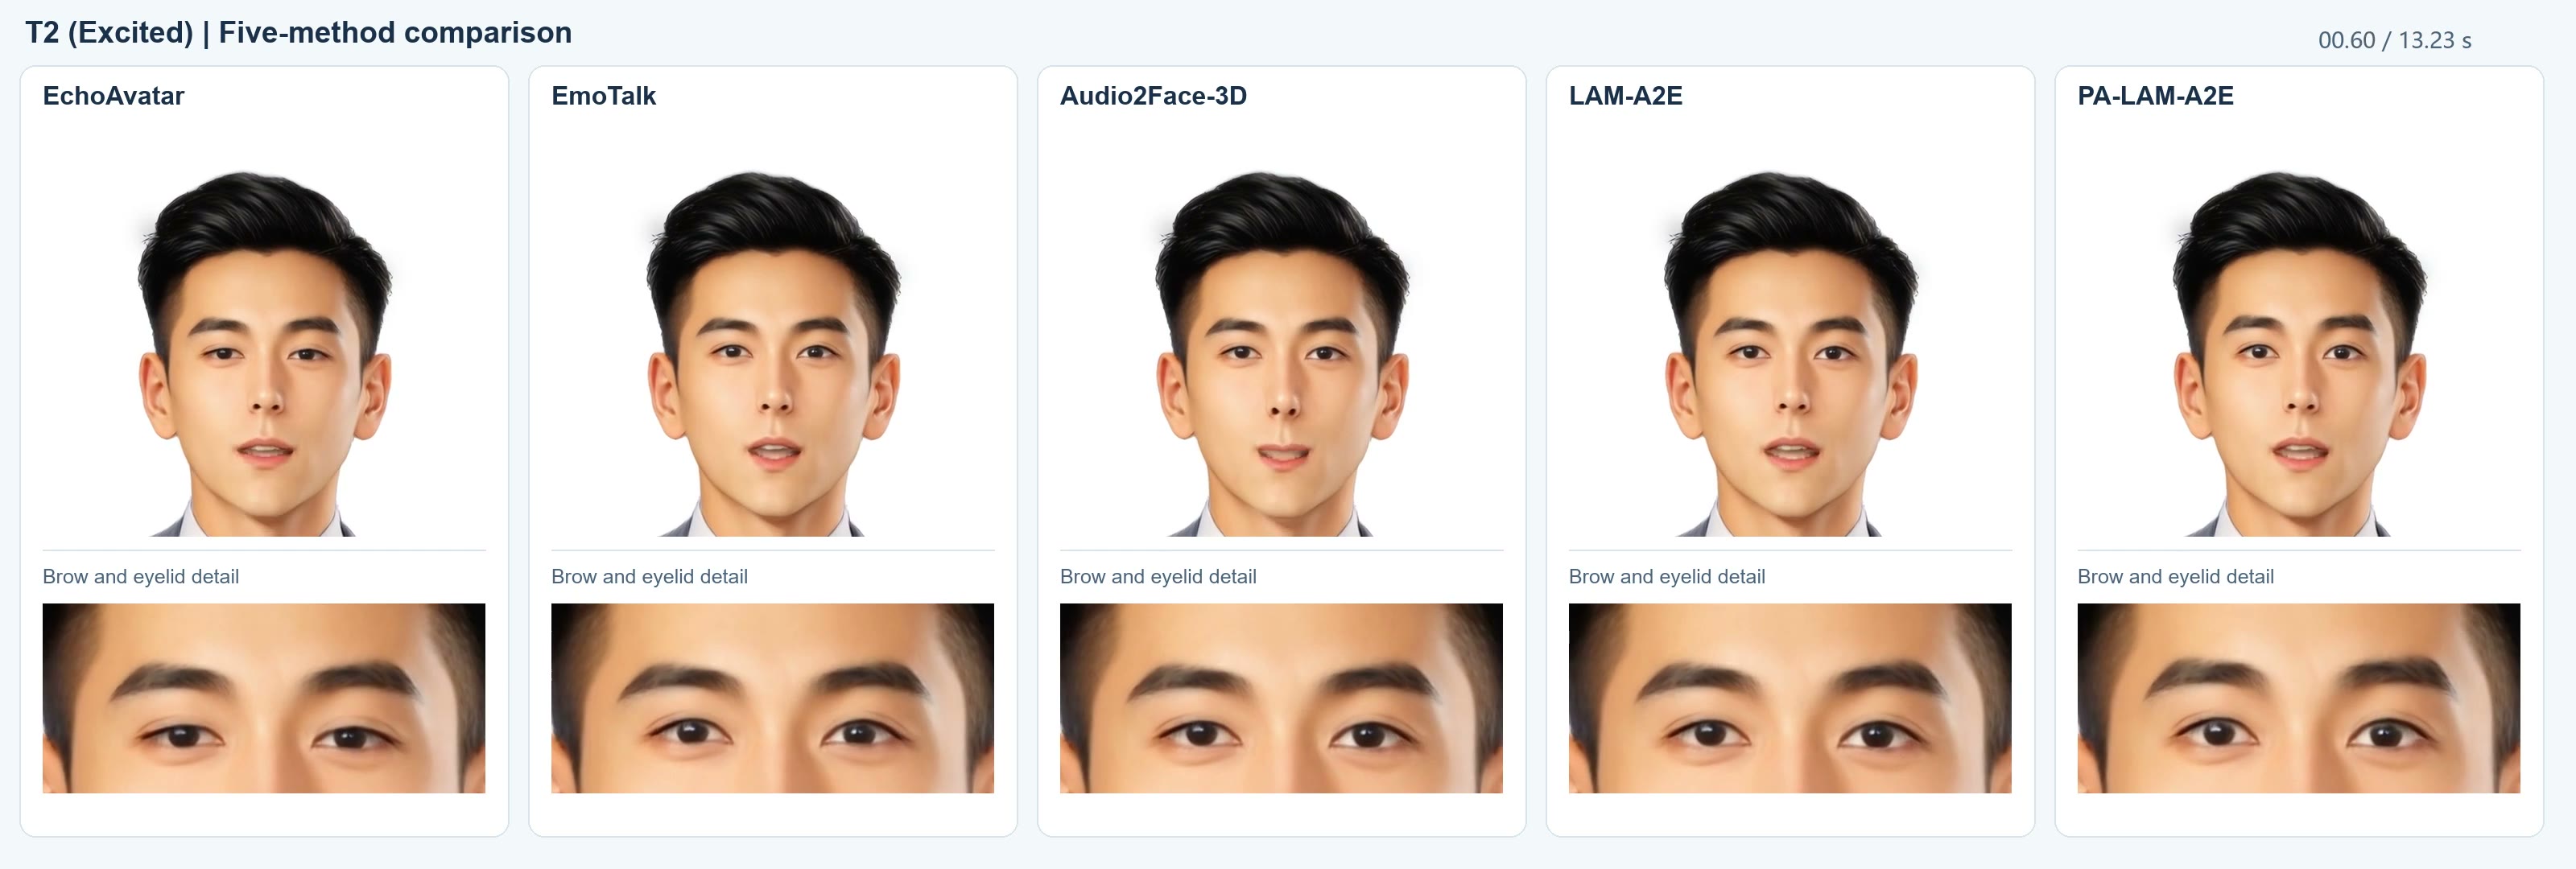 T2 (Excited) | Five-method comparison
00.60 / 13.23 s
EchoAvatar
EmoTalk
Audio2Face-3D
LAM-A2E
PA-LAM-A2E
Brow and eyelid detail
Brow and eyelid detail
Brow and eyelid detail
Brow and eyelid detail
Brow and eyelid detail